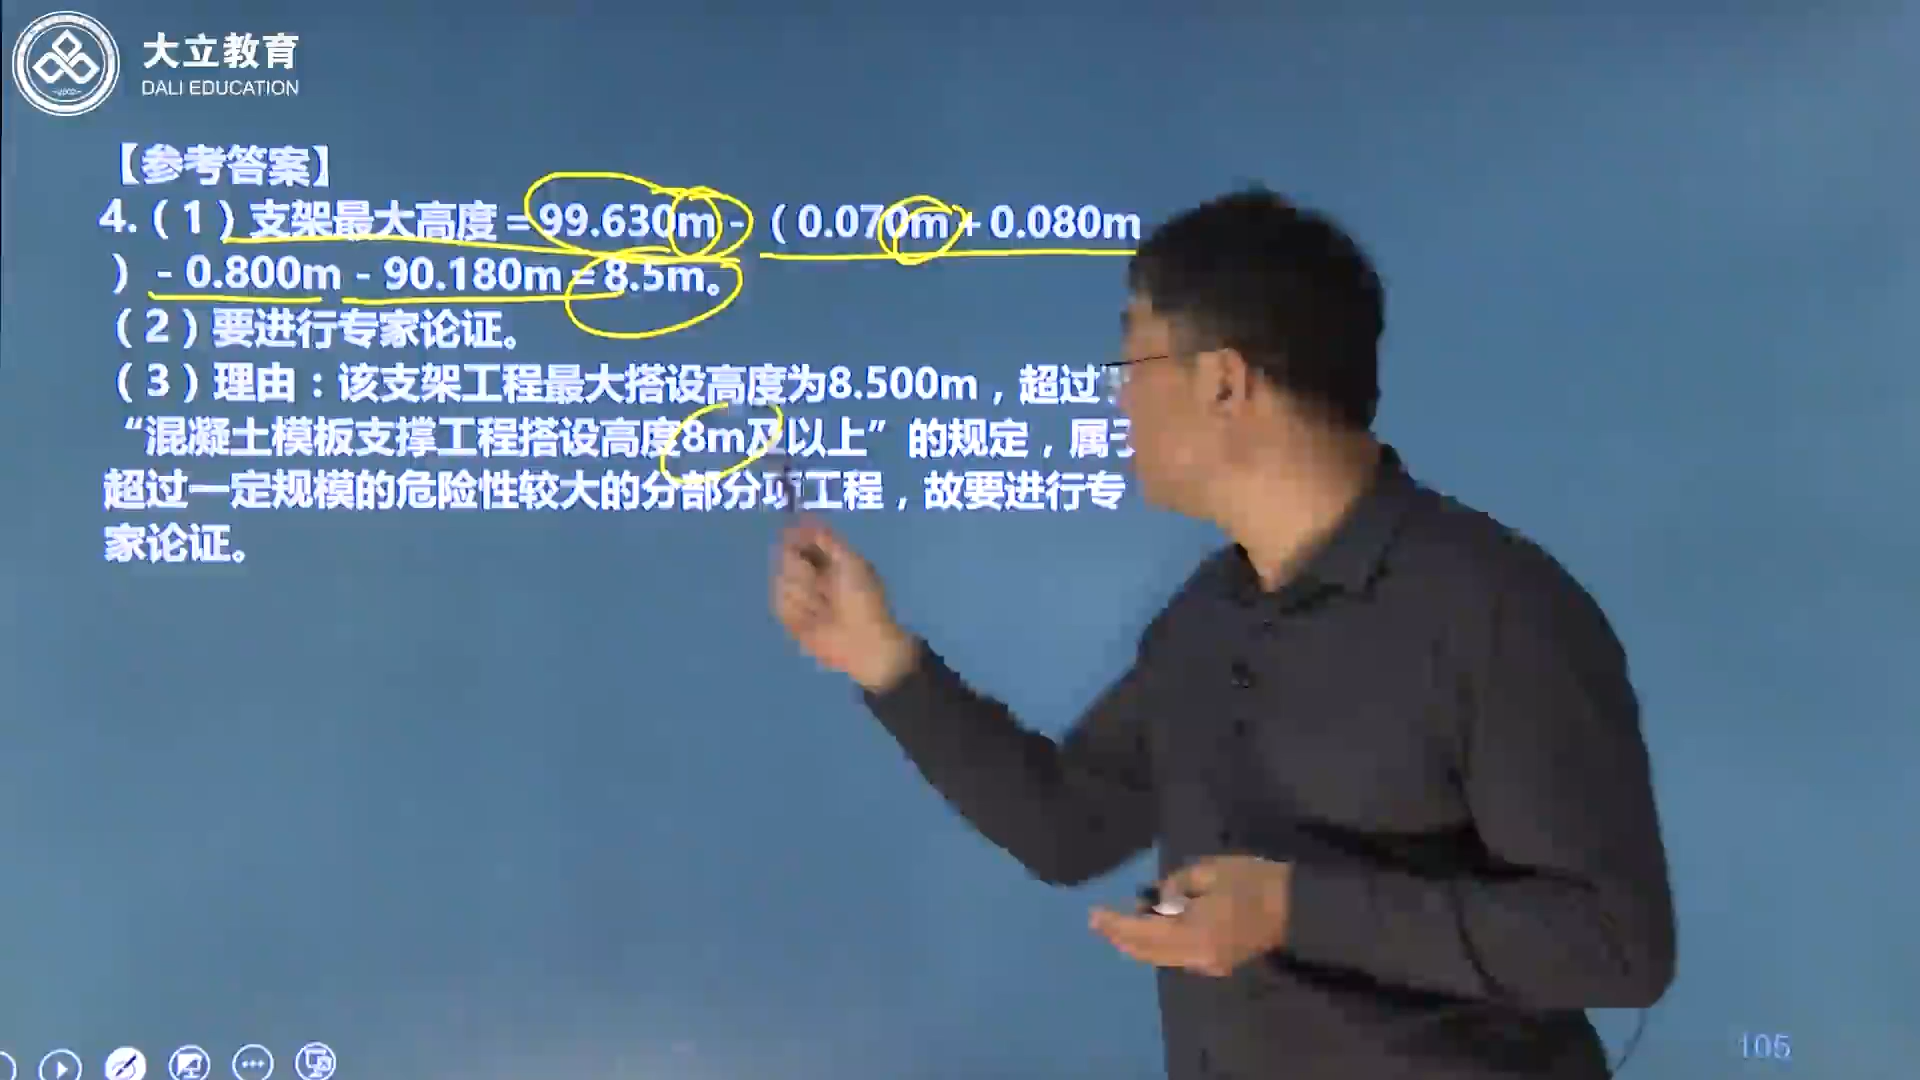 大立教育
DALI EDUCATION
【参考答案】
4.（1）支架最大高度=99.630m-（0.070m+0.080m
）-0.800m-90.180m=8.5m。
（2）要进行专家论证。
（3）理由：该支架工程最大搭设高度为8.500m，超过
“混凝土模板支撑工程搭设高度8m及以上”的规定，属于
超过一定规模的危险性较大的分部分项工程，故要进行专
家论证。
105